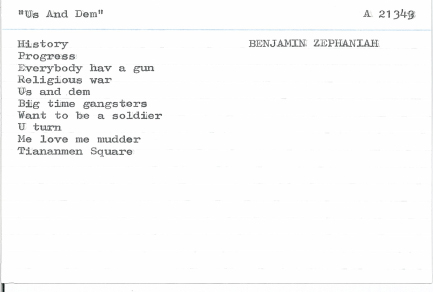 "Us And Dem" A 21349
History BENJAMIN ZEPHANIAH
Progress
Everybody hav a gun
Religious war
Us and dem
Big time gangsters
Want to be a soldier
U turn
Me love me mudder
Tiananmen Square